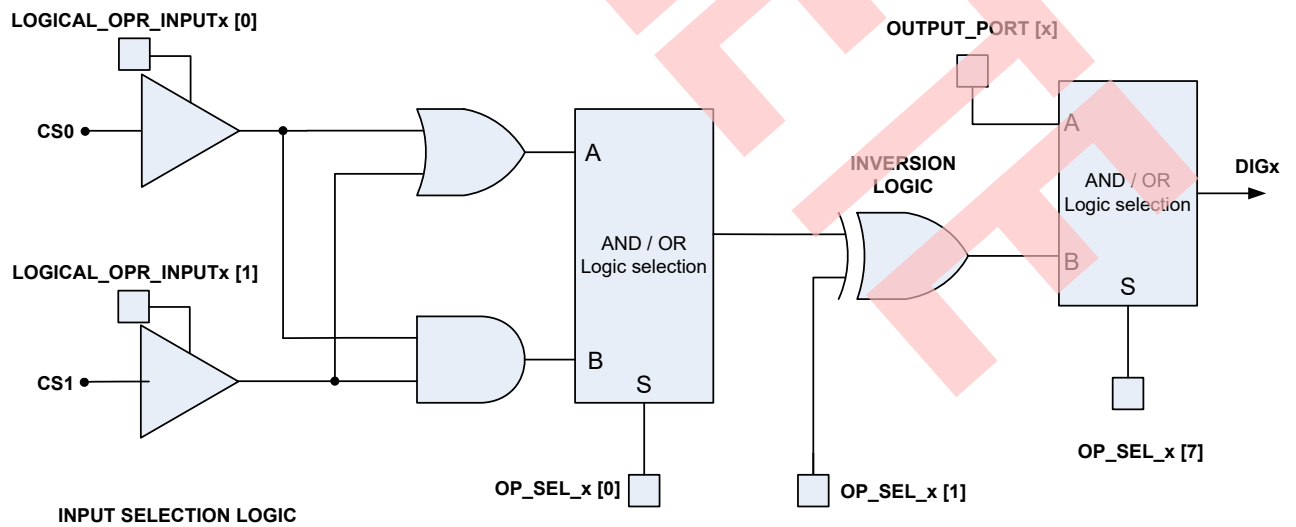 LOGICAL_OPR_INPUTx [0]
OUTPUT_PORT [x]
CS0
A
A
INVERSION
LOGIC
DIGx
AND / OR
Logic selection
AND / OR
Logic selection
LOGICAL_OPR_INPUTx [1]
B
S
B
CS1
S
OP_SEL_x [7]
OP_SEL_x [0]
OP_SEL_x [1]
INPUT SELECTION LOGIC